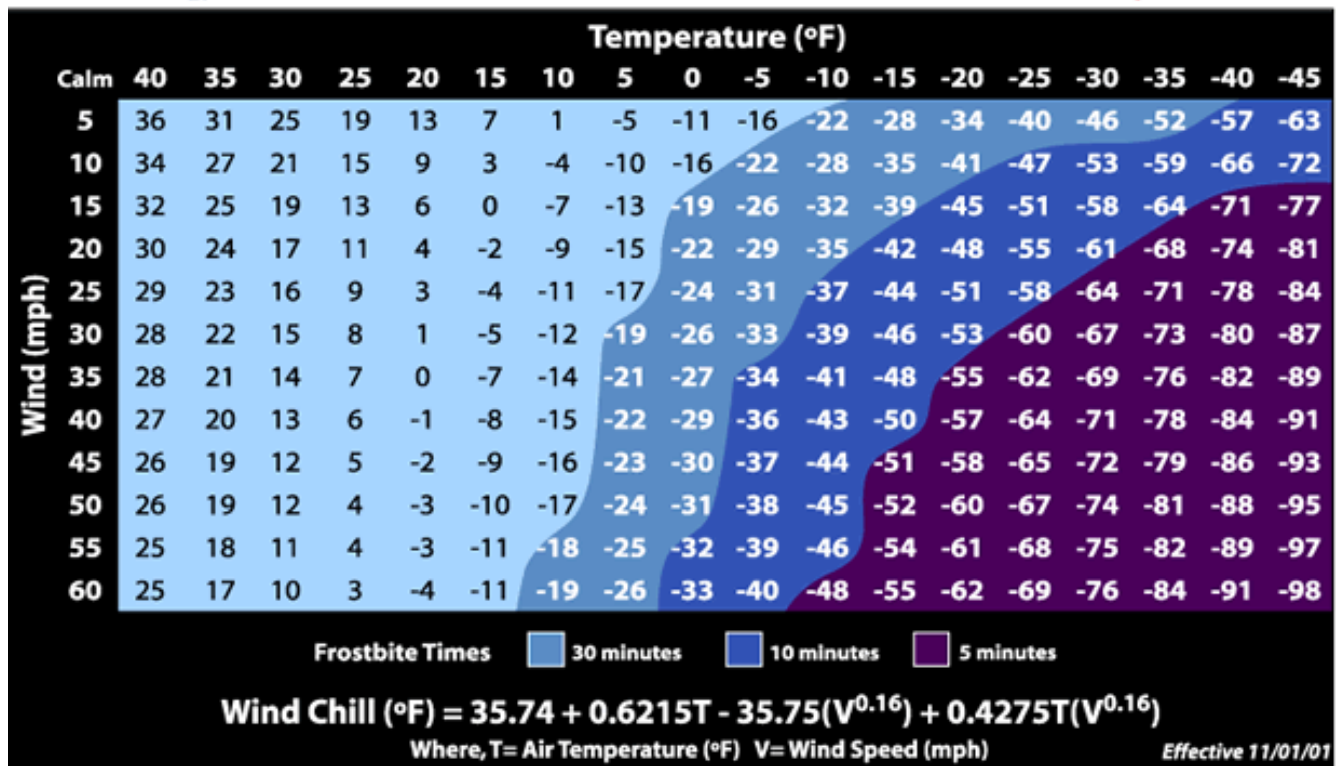 Temperature (ºF)
Calm 40 35 30 25 20 15 10 5 0 -5 -10 -15 -20 -25 -30 -35 -40 -45
5 36 31 25 19 13 7 1 -5 -11 -16 -22 -28 -34 -40 -46 -52 -57 -63
10 34 27 21 15 9 3 -4 -10 -16 -22 -28 -35 -41 -47 -53 -59 -66 -72
15 32 25 19 13 6 0 -7 -13 -19 -26 -32 -39 -45 -51 -58 -64 -71 -77
20 30 24 17 11 4 -2 -9 -15 -22 -29 -35 -42 -48 -55 -61 -68 -74 -81
25 29 23 16 9 3 -4 -11 -17 -24 -31 -37 -44 -51 -58 -64 -71 -78 -84
30 28 22 15 8 1 -5 -12 -19 -26 -33 -39 -46 -53 -60 -67 -73 -80 -87
35 28 21 14 7 0 -7 -14 -21 -27 -34 -41 -48 -55 -62 -69 -76 -82 -89
40 27 20 13 6 -1 -8 -15 -22 -29 -36 -43 -50 -57 -64 -71 -78 -84 -91
45 26 19 12 5 -2 -9 -16 -23 -30 -37 -44 -51 -58 -65 -72 -79 -86 -93
50 26 19 12 4 -3 -10 -17 -24 -31 -38 -45 -52 -60 -67 -74 -81 -88 -95
55 25 18 11 4 -3 -11 -18 -25 -32 -39 -46 -54 -61 -68 -75 -82 -89 -97
60 25 17 10 3 -4 -11 -19 -26 -33 -40 -48 -55 -62 -69 -76 -84 -91 -98
Wind (mph)
Frostbite Times 30 minutes 10 minutes 5 minutes
Wind Chill (ºF) = 35.74 + 0.6215T - 35.75(V^0.16) + 0.4275T(V^0.16)
Where, T= Air Temperature (ºF) V= Wind Speed (mph) Effective 11/01/01